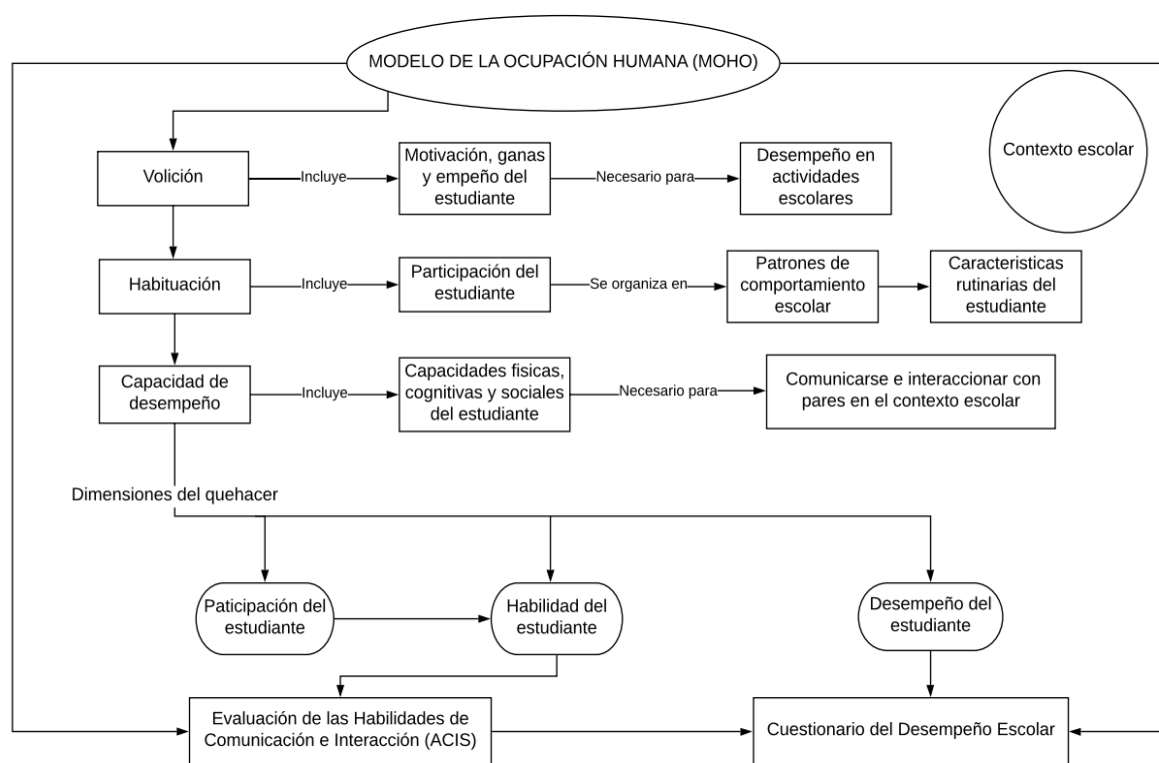 MODELO DE LA OCUPACIÓN HUMANA (MOHO)
Contexto escolar
Volición
Incluye
Motivación, ganas
y empeño del
estudiante
Necesario para
Desempeño en
actividades
escolares
Habituación
Incluye
Participación del
estudiante
Se organiza en
Patrones de
comportamiento
escolar
Caracteristicas
rutinarias del
estudiante
Capacidad de
desempeño
Incluye
Capacidades fisicas,
cognitivas y sociales
del estudiante
Necesario para
Comunicarse e interaccionar con
pares en el contexto escolar
Dimensiones del quehacer
Paticipación del
estudiante
Habilidad del
estudiante
Desempeño del
estudiante
Evaluación de las Habilidades de
Comunicación e Interacción (ACIS)
Cuestionario del Desempeño Escolar